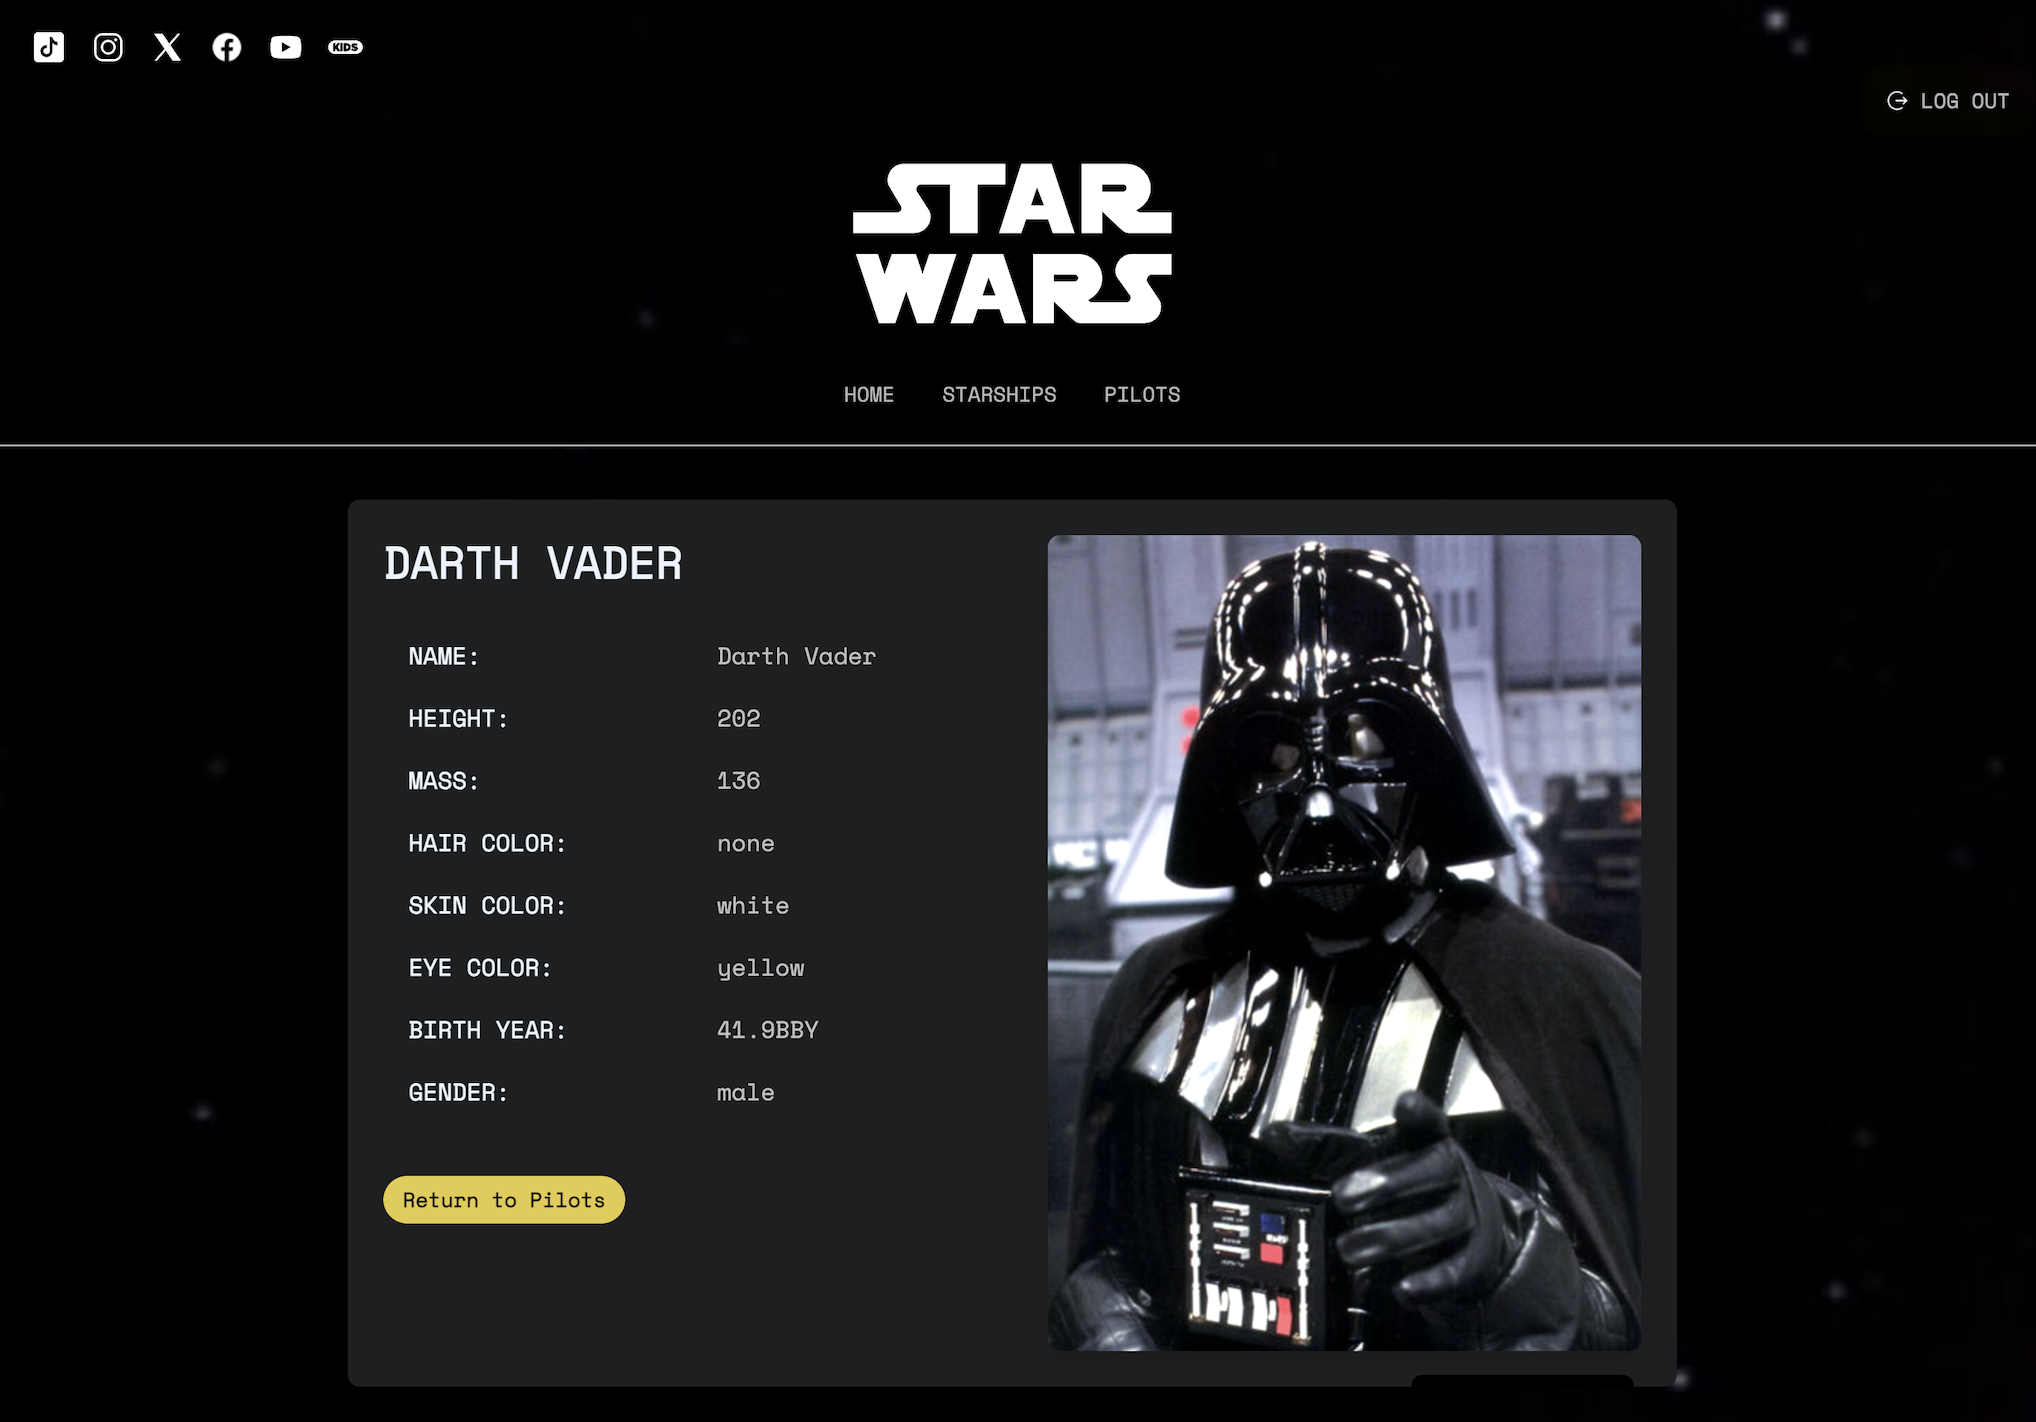 KIDS
LOG OUT
STAR
WARS
HOME STARSHIPS PILOTS
DARTH VADER
NAME: Darth Vader
HEIGHT: 202
MASS: 136
HAIR COLOR: none
SKIN COLOR: white
EYE COLOR: yellow
BIRTH YEAR: 41.9BBY
GENDER: male
Return to Pilots